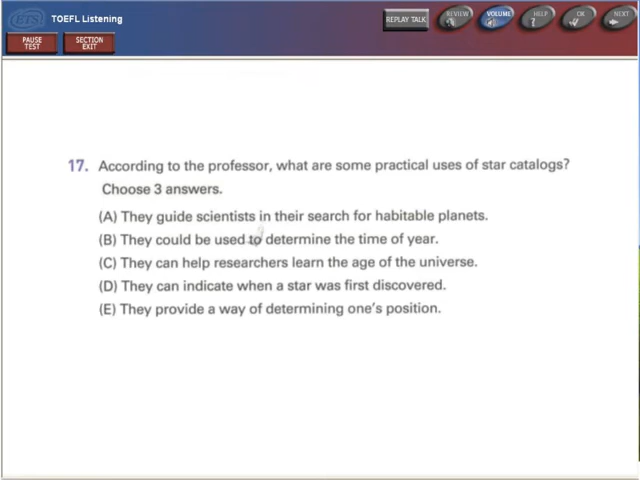 ETS TOEFL Listening
REPLAY TALK
REVIEW
VOLUME
HELP
?
OK
NEXT
PAUSE
TEST
SECTION
EXIT
17. According to the professor, what are some practical uses of star catalogs?
Choose 3 answers.
(A) They guide scientists in their search for habitable planets.
(B) They could be used to determine the time of year.
(C) They can help researchers learn the age of the universe.
(D) They can indicate when a star was first discovered.
(E) They provide a way of determining one's position.